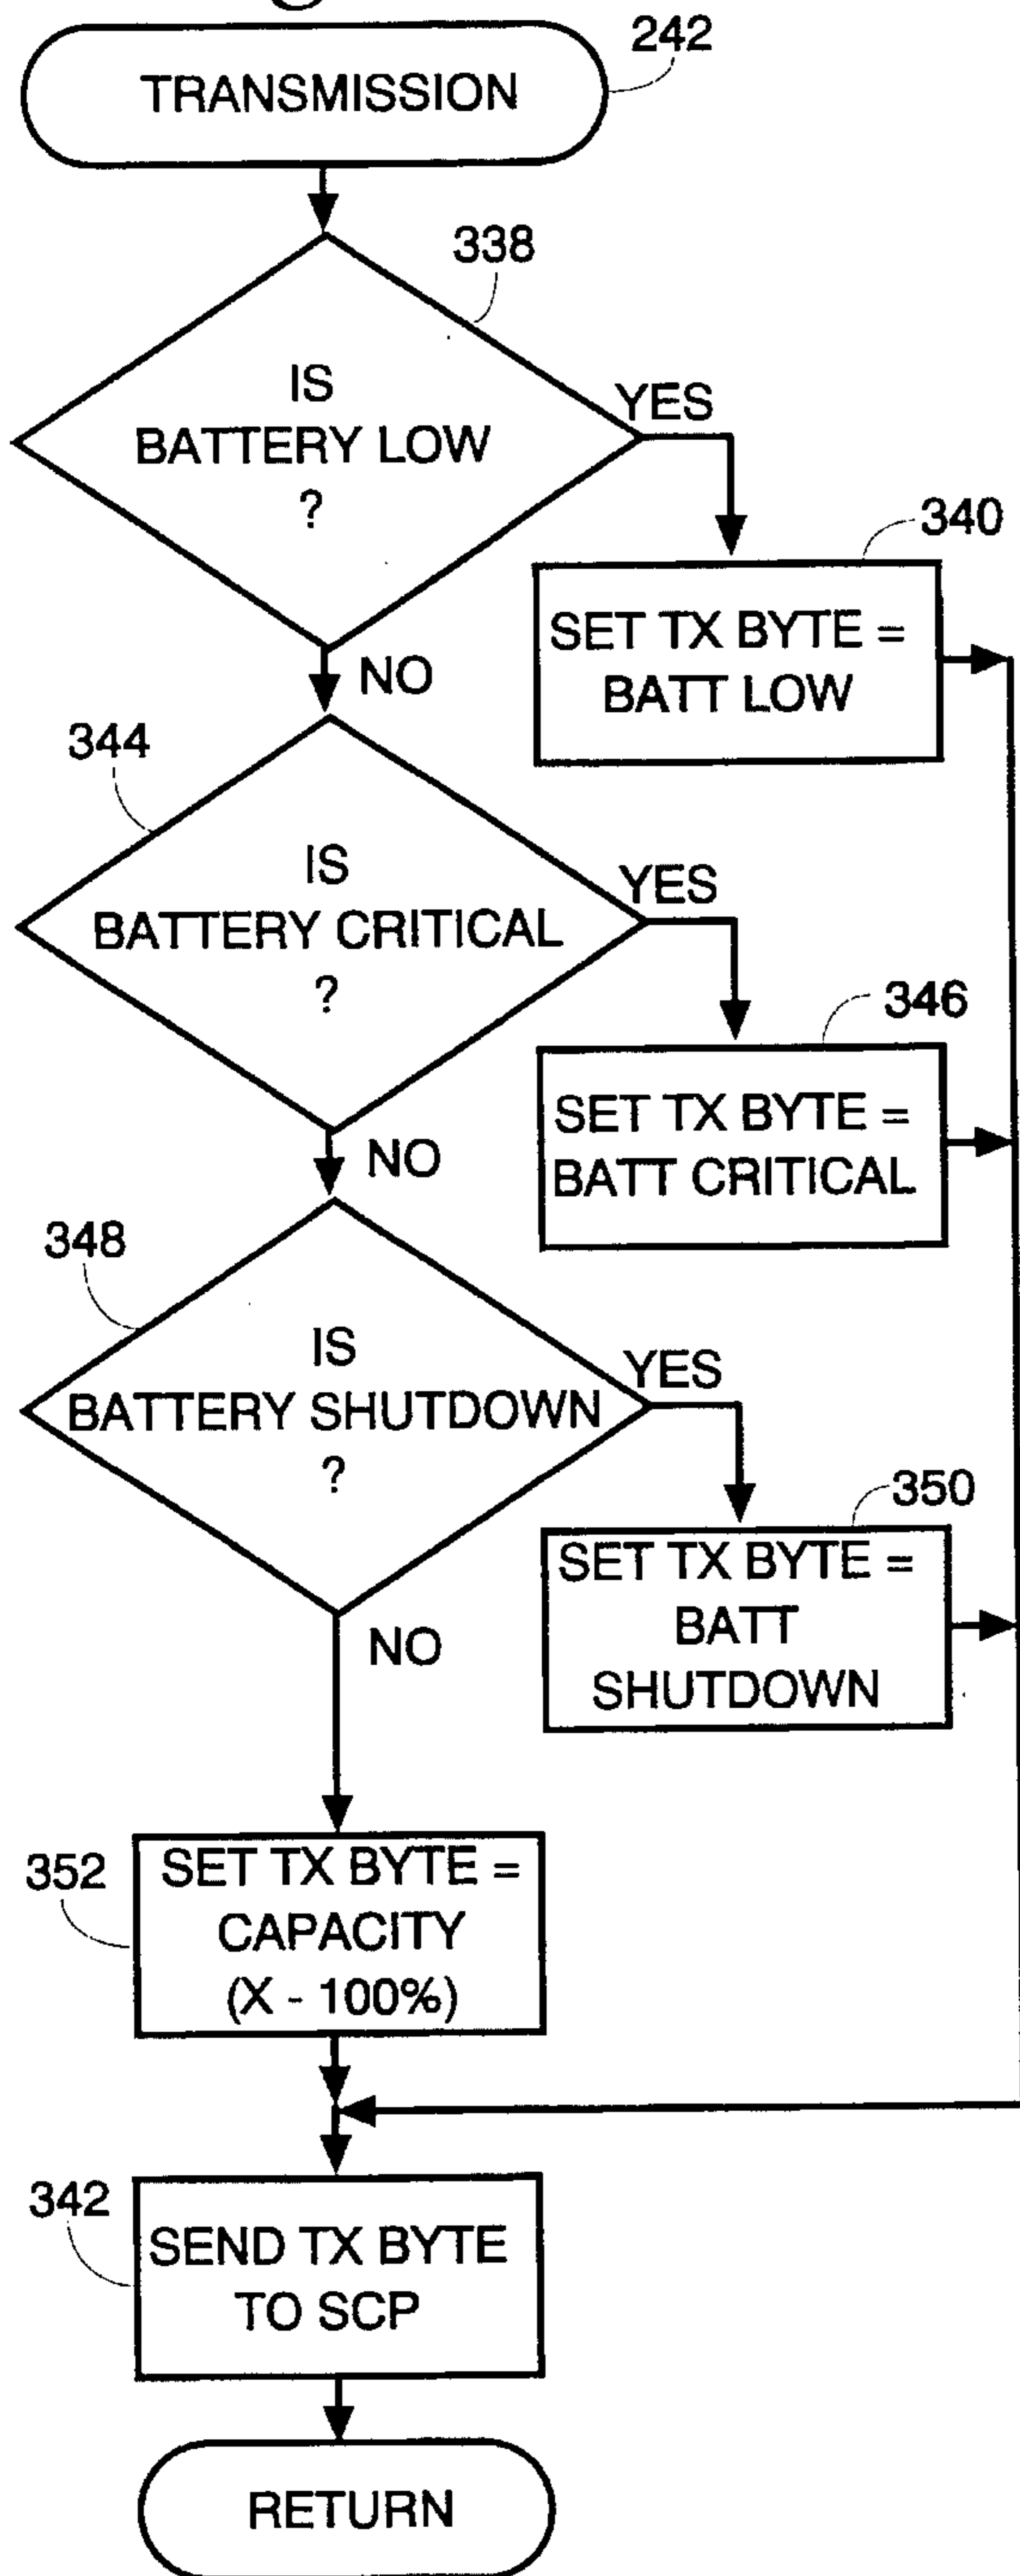 TRANSMISSION
242
338
IS
BATTERY LOW
?
YES
340
SET TX BYTE =
BATT LOW
NO
344
IS
BATTERY CRITICAL
?
YES
346
SET TX BYTE =
BATT CRITICAL
NO
348
IS
BATTERY SHUTDOWN
?
YES
350
SET TX BYTE =
BATT
SHUTDOWN
NO
352
SET TX BYTE =
CAPACITY
(X - 100%)
342
SEND TX BYTE
TO SCP
RETURN